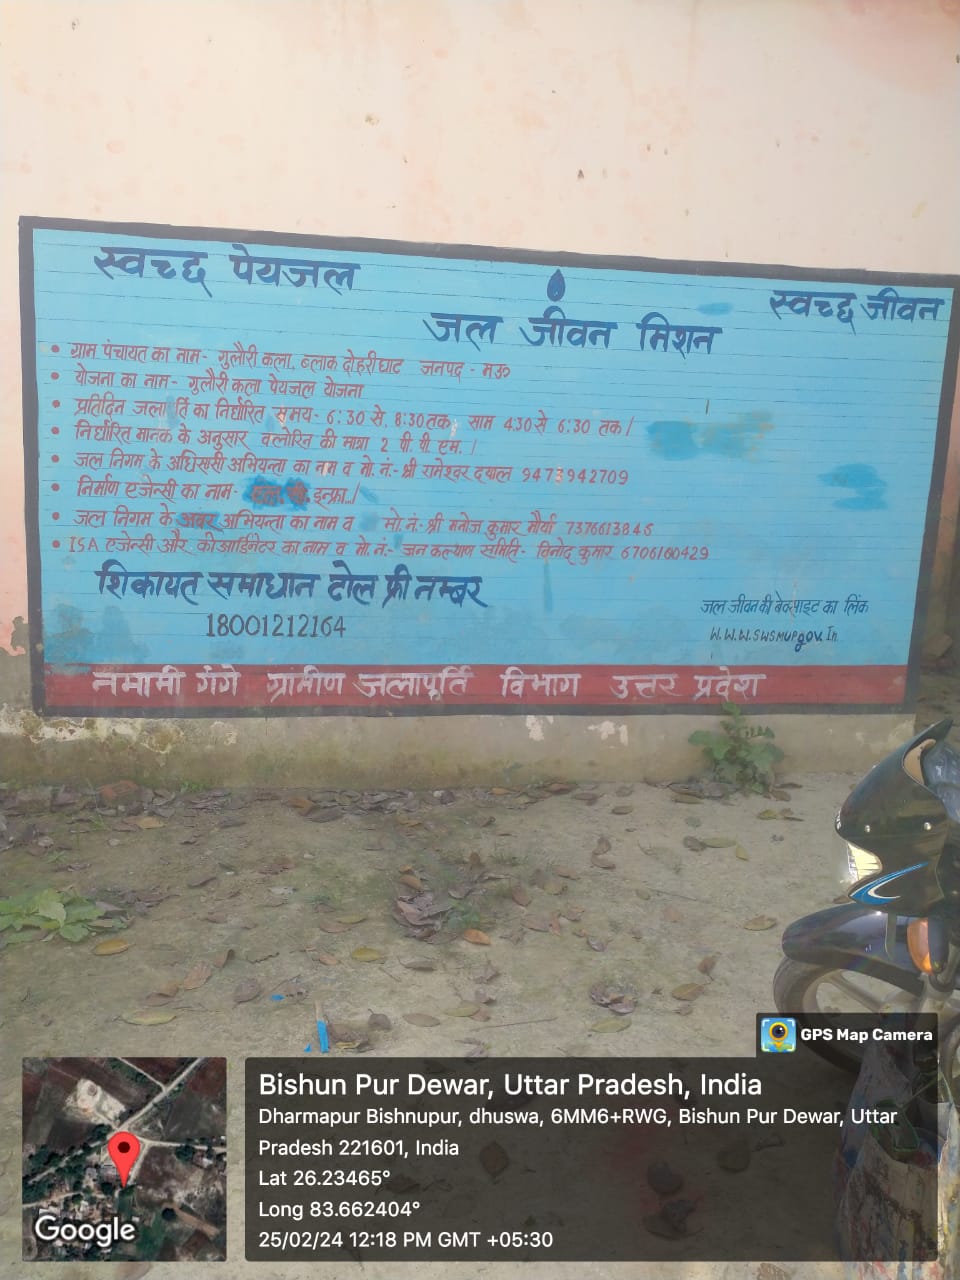 स्वच्छ पेयजल
स्वच्छ जीवन
जल जीवन मिशन
• ग्राम पंचायत का नाम- गुलौरी कला, ब्लाक दोहरीघाट जनपद - मऊ
• योजना का नाम- गुलौरी कला पेयजल योजना
• प्रतिदिन जला र्ति का निर्धारित समय- 6:30 से, 8:30 तक, साम 4:30 से 6:30 तक/
• निर्धारित मानक के अनुसार क्लोरिन की मात्रा 2 पी. पी. एम. /
• जल निगम के अधिसासी अभियन्ता का नाम व मो. नं:- श्री रामेश्वर दयाल 9473942709
• निर्माण एजेन्सी का नाम- इन्फ्रा../
• जल निगम के अवर अभियन्ता का नाम व मो. नं:- श्री मनोज कुमार मौर्या 7376613846
• ISA एजेन्सी और कीआर्डिनेटर का नाम व मो. नं:- जन कल्याण समिति- विनोद कुमार 6706160429
शिकायत समाधान टोल फ्री नम्बर
18001212164
जल जीवन की बेवसाइट का लिंक
W.W.W.SWSMUPgov.In
नमामी गंगे ग्रामीण जलापूर्ति विभाग उत्तर प्रदेश
GPS Map Camera
Bishun Pur Dewar, Uttar Pradesh, India
Dharmapur Bishnupur, dhuswa, 6MM6+RWG, Bishun Pur Dewar, Uttar
Pradesh 221601, India
Lat 26.23465°
Long 83.662404°
25/02/24 12:18 PM GMT +05:30
Google